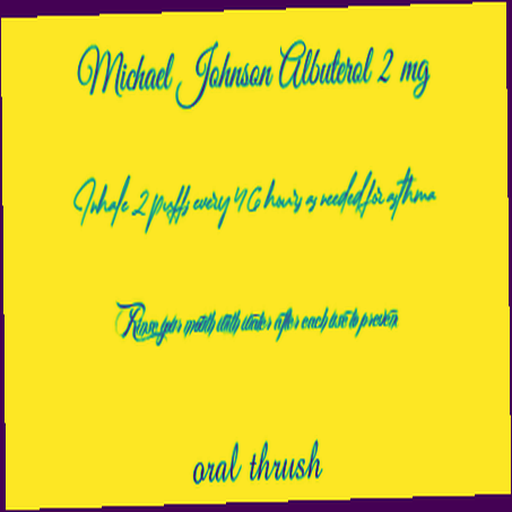 Michael Johnson Albuterol 2 mg
Inhale 2 puffs every 4 6 hours as needed for asthma
Rinse your mouth with water after each use to prevent
oral thrush